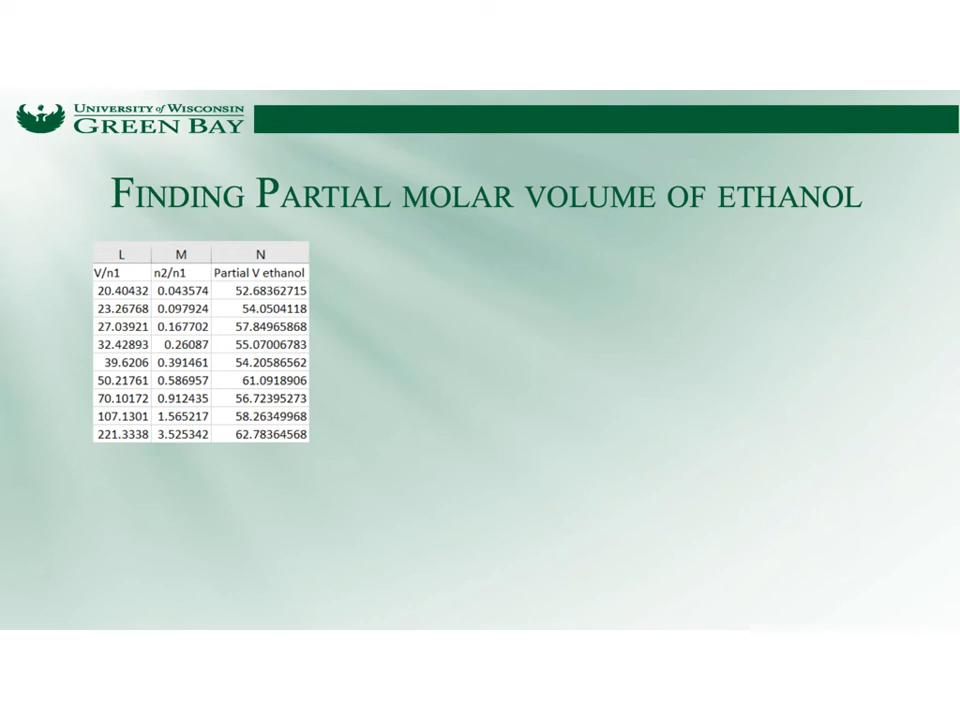 UNIVERSITY of WISCONSIN
GREEN BAY
FINDING PARTIAL MOLAR VOLUME OF ETHANOL
L M N
V/n1 n2/n1 Partial V ethanol
20.40432 0.043574 52.68362715
23.26768 0.097924 54.0504118
27.03921 0.167702 57.84965868
32.42893 0.26087 55.07006783
39.6206 0.391461 54.20586562
50.21761 0.586957 61.0918906
70.10172 0.912435 56.72395273
107.1301 1.565217 58.26349968
221.3338 3.525342 62.78364568